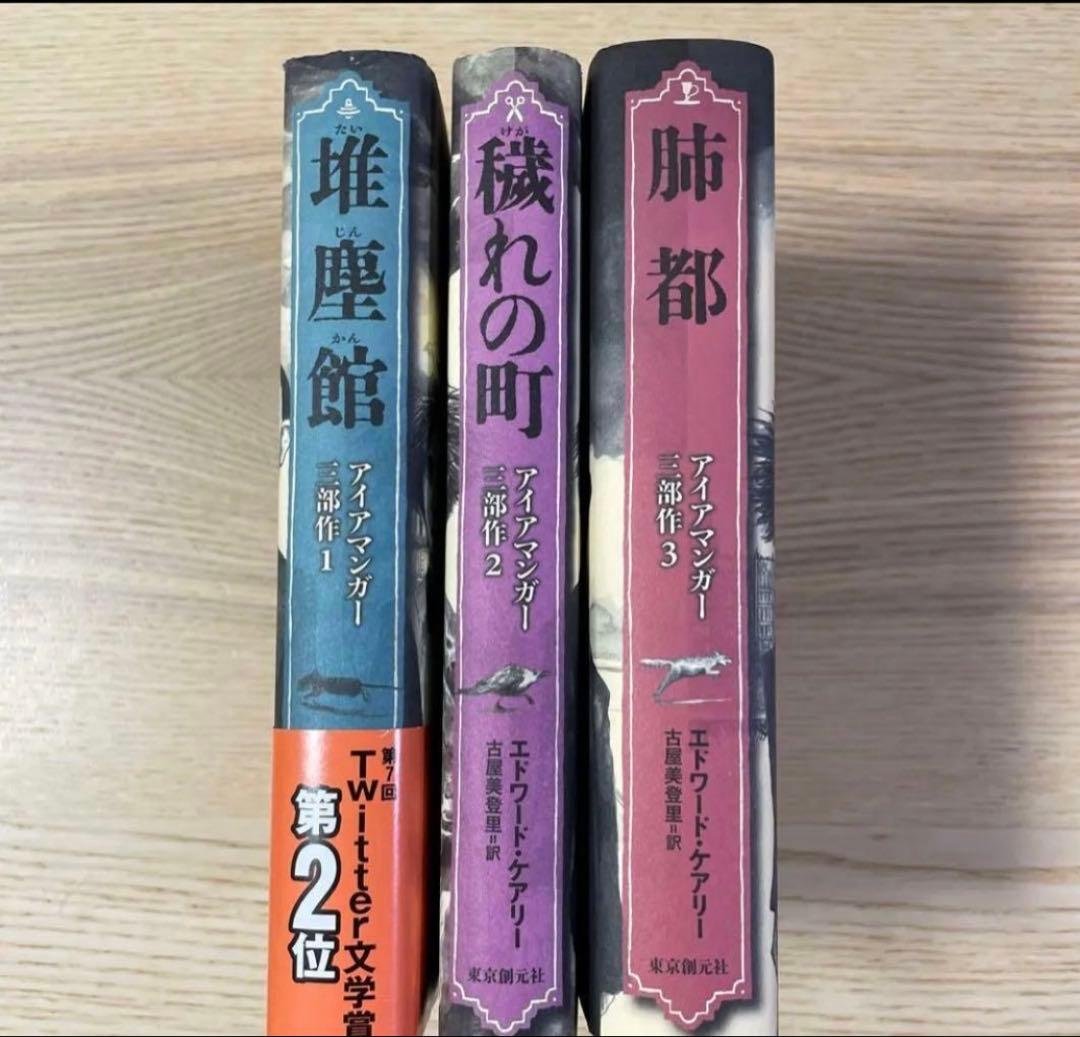 堆塵館
たいじんかん
アイアマンガー
三部作1
第7回
Twitter文学賞
第2位
穢れの町
けが
アイアマンガー
三部作2
エドワード・ケアリー
古屋美登里=訳
東京創元社
肺都
アイアマンガー
三部作3
エドワード・ケアリー
古屋美登里=訳
東京創元社